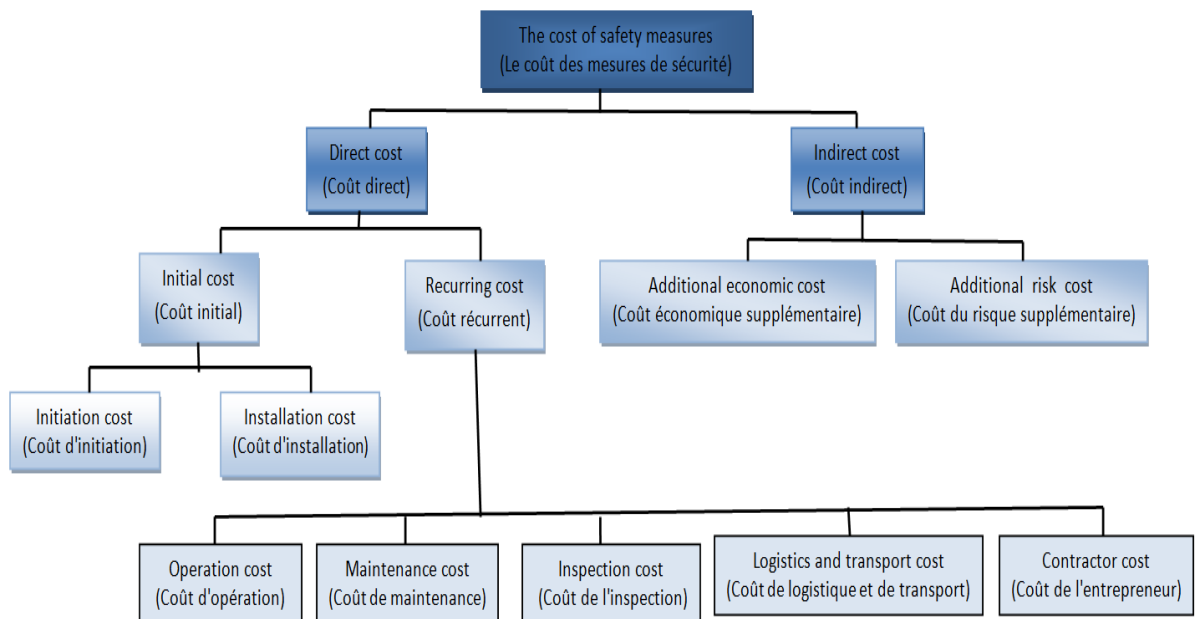 The cost of safety measures
(Le coût des mesures de sécurité)
Direct cost
(Coût direct)
Indirect cost
(Coût indirect)
Initial cost
(Coût initial)
Recurring cost
(Coût récurrent)
Additional economic cost
(Coût économique supplémentaire)
Additional risk cost
(Coût du risque supplémentaire)
Initiation cost
(Coût d'initiation)
Installation cost
(Coût d'installation)
Operation cost
(Coût d'opération)
Maintenance cost
(Coût de maintenance)
Inspection cost
(Coût de l'inspection)
Logistics and transport cost
(Coût de logistique et de transport)
Contractor cost
(Coût de l'entrepreneur)